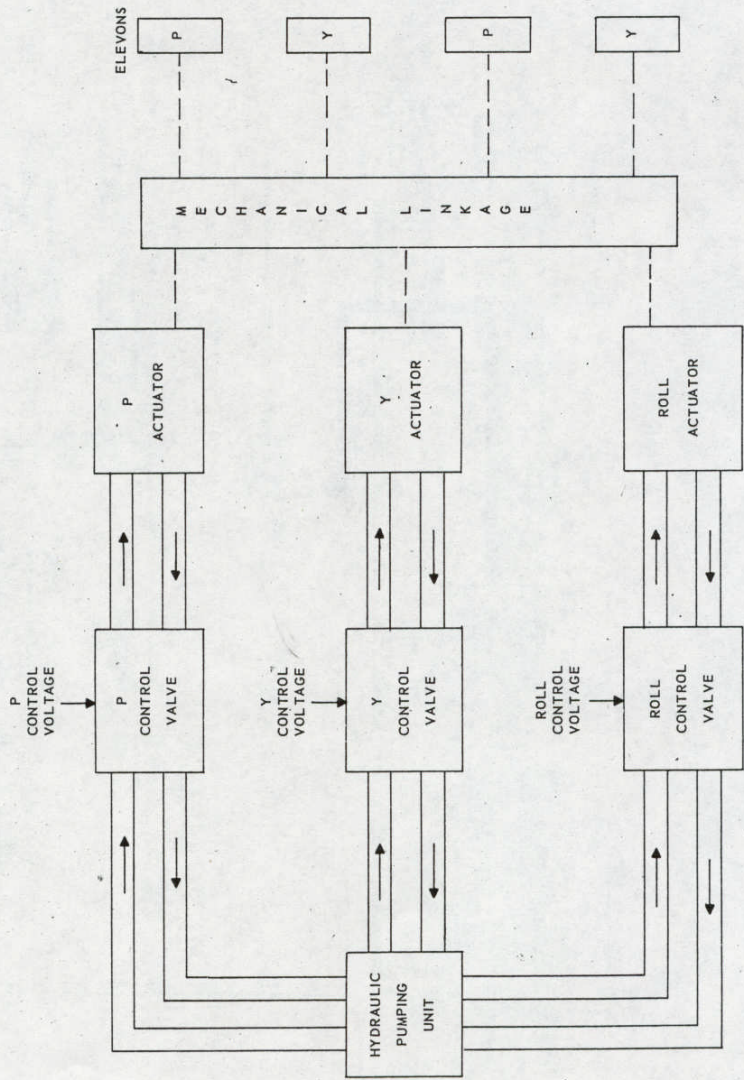 P
CONTROL
VOLTAGE
Y
CONTROL
VOLTAGE
ROLL
CONTROL
VOLTAGE
HYDRAULIC
PUMPING
UNIT
P
CONTROL
VALVE
Y
CONTROL
VALVE
ROLL
CONTROL
VALVE
P
ACTUATOR
Y
ACTUATOR
ROLL
ACTUATOR
MECHANICAL LINKAGE
ELEVONS
P
Y
P
Y